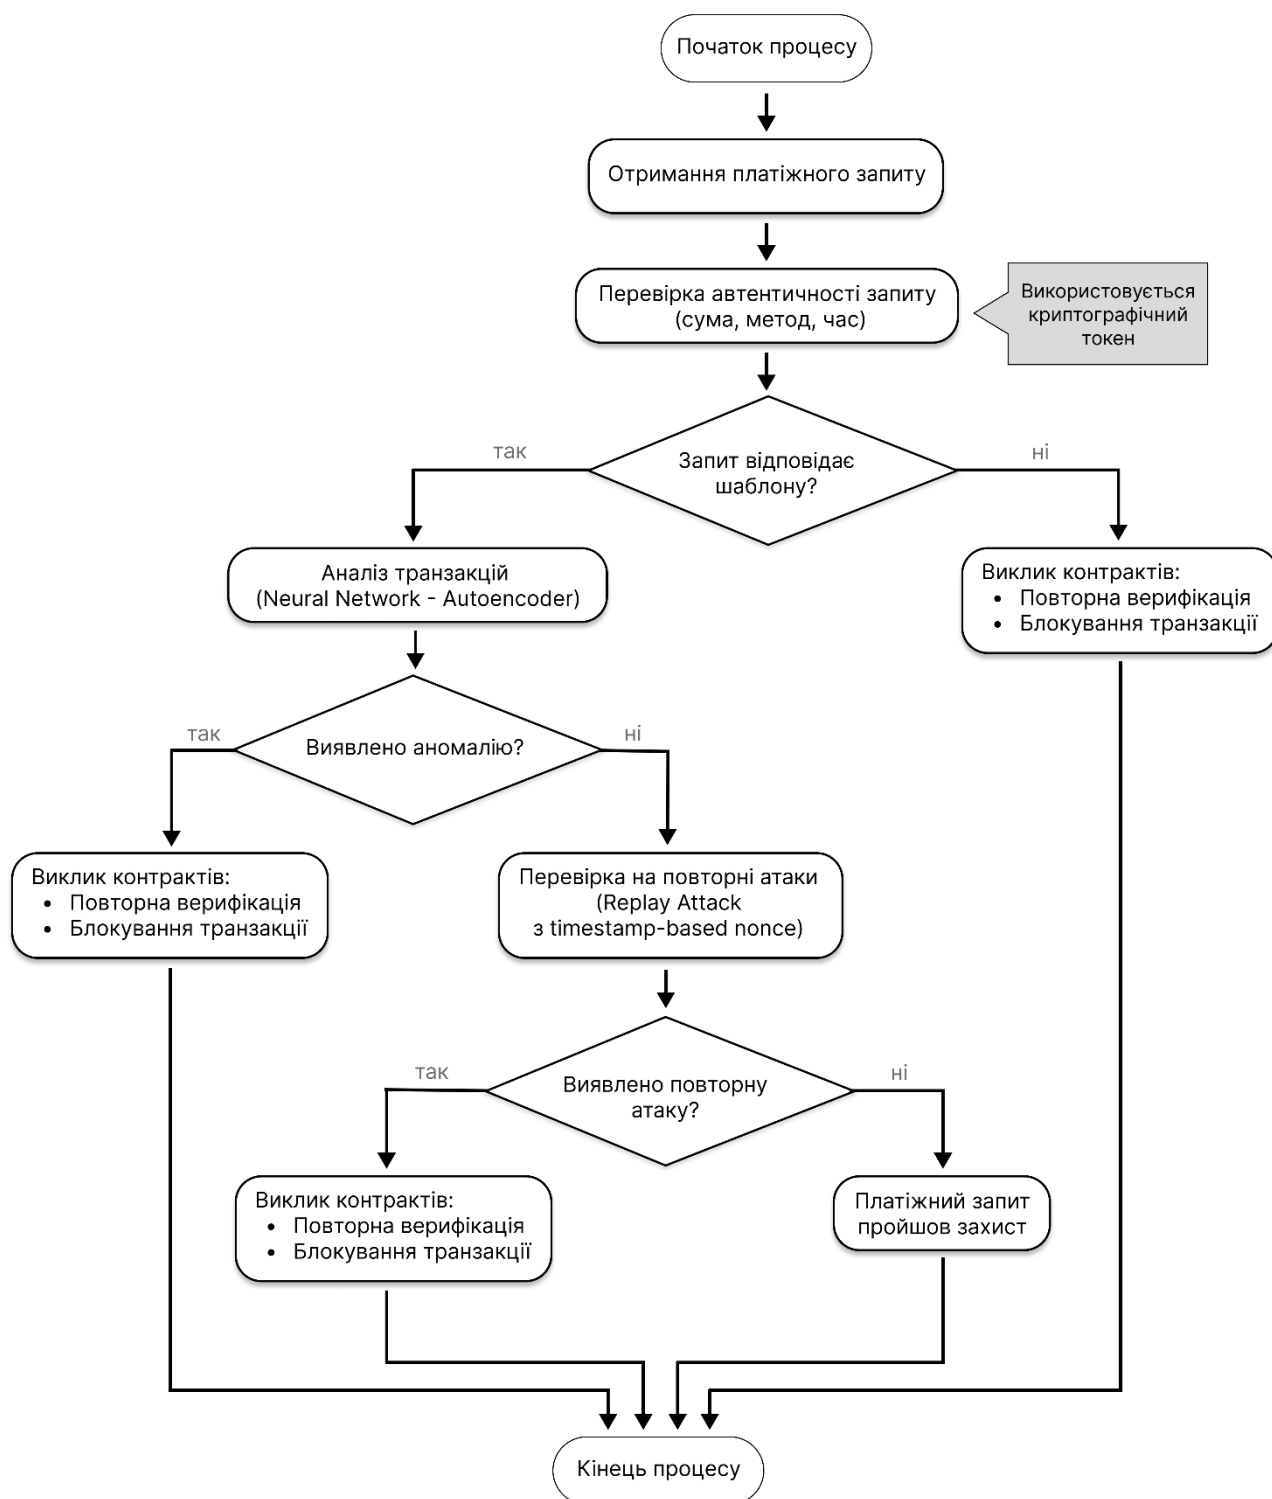 Початок процесу
Отримання платіжного запиту
Перевірка автентичності запиту
(сума, метод, час)
Використовується
криптографічний
токен
так
Запит відповідає
шаблону?
ні
Аналіз транзакцій
(Neural Network - Autoencoder)
Виклик контрактів:
• Повторна верифікація
• Блокування транзакції
так
Виявлено аномалію?
ні
Виклик контрактів:
• Повторна верифікація
• Блокування транзакції
Перевірка на повторні атаки
(Replay Attack
з timestamp-based nonce)
так
Виявлено повторну
атаку?
ні
Виклик контрактів:
• Повторна верифікація
• Блокування транзакції
Платіжний запит
пройшов захист
Кінець процесу